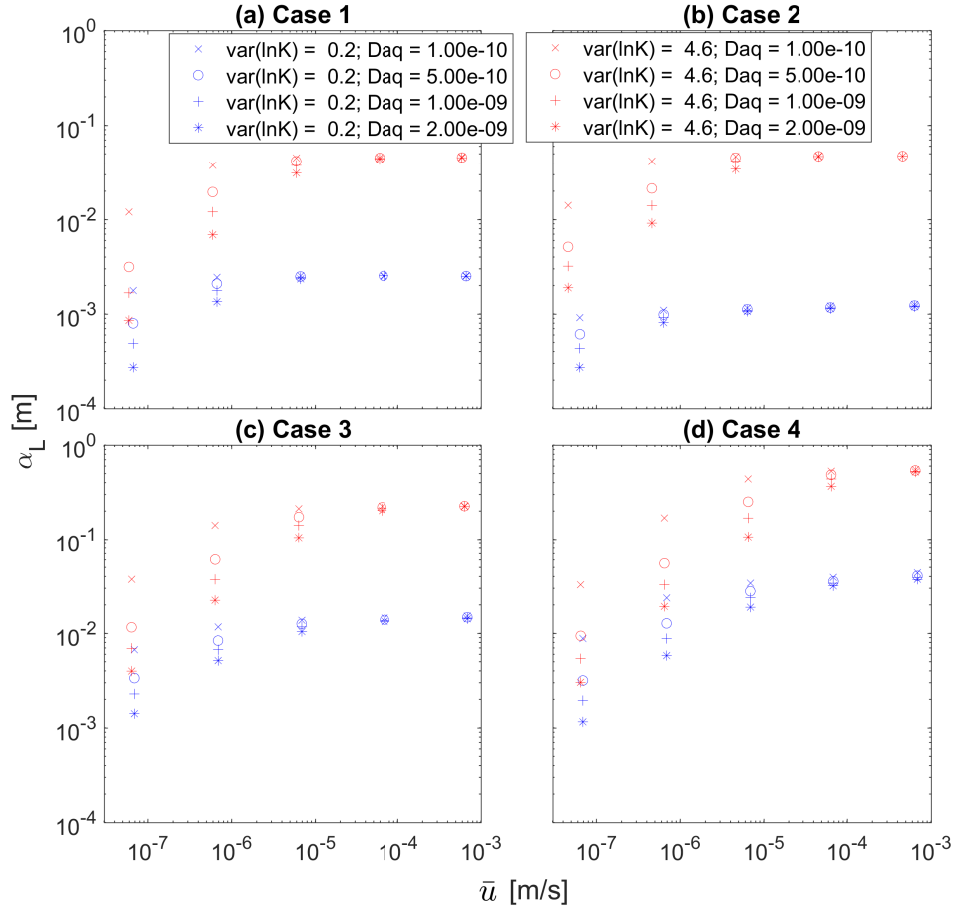 (a) Case 1
(b) Case 2
10^0
10^-1
10^-2
10^-3
10^-4
var(lnK) = 0.2; Daq = 1.00e-10
var(lnK) = 0.2; Daq = 5.00e-10
var(lnK) = 0.2; Daq = 1.00e-09
var(lnK) = 0.2; Daq = 2.00e-09
var(lnK) = 4.6; Daq = 1.00e-10
var(lnK) = 4.6; Daq = 5.00e-10
var(lnK) = 4.6; Daq = 1.00e-09
var(lnK) = 4.6; Daq = 2.00e-09
α_L [m]
(c) Case 3
(d) Case 4
10^0
10^-1
10^-2
10^-3
10^-4
10^-7 10^-6 10^-5 10^-4 10^-3
10^-7 10^-6 10^-5 10^-4 10^-3
ū [m/s]